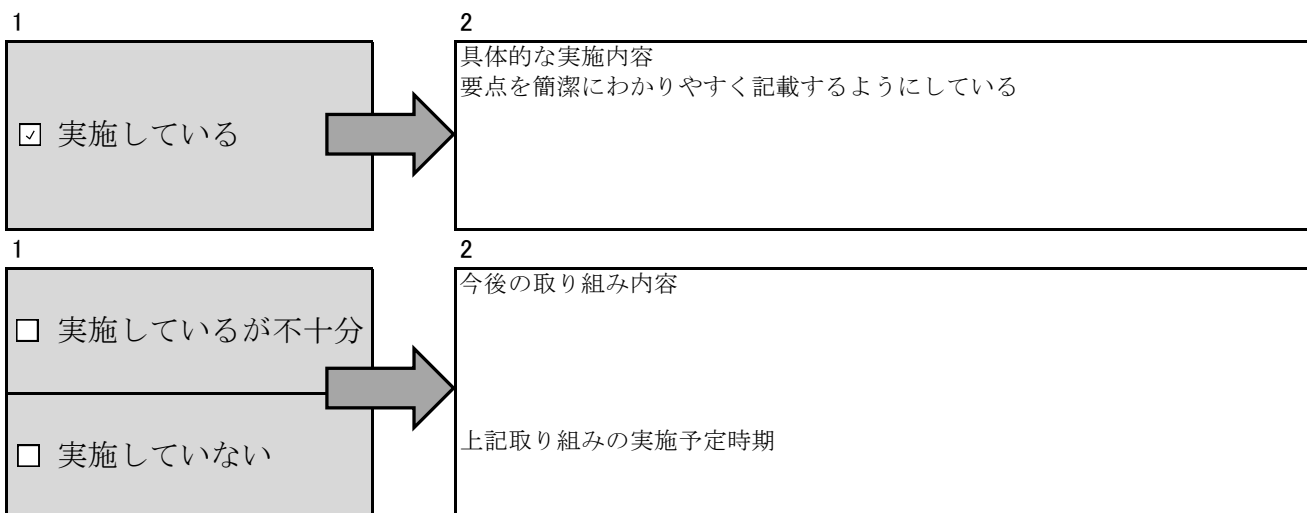 1
2
実施している
具体的な実施内容
要点を簡潔にわかりやすく記載するようにしている
1
2
実施しているが不十分
実施していない
今後の取り組み内容
上記取り組みの実施予定時期